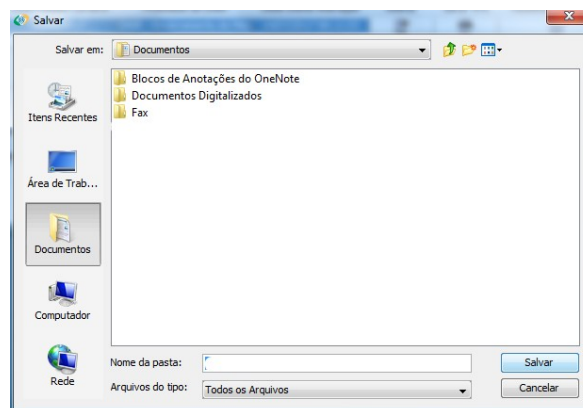 Salvar
Salvar em: Documentos
Blocos de Anotações do OneNote
Documentos Digitalizados
Fax
Itens Recentes
Área de Trab...
Documentos
Computador
Rede
Nome da pasta:
Salvar
Arquivos do tipo: Todos os Arquivos
Cancelar